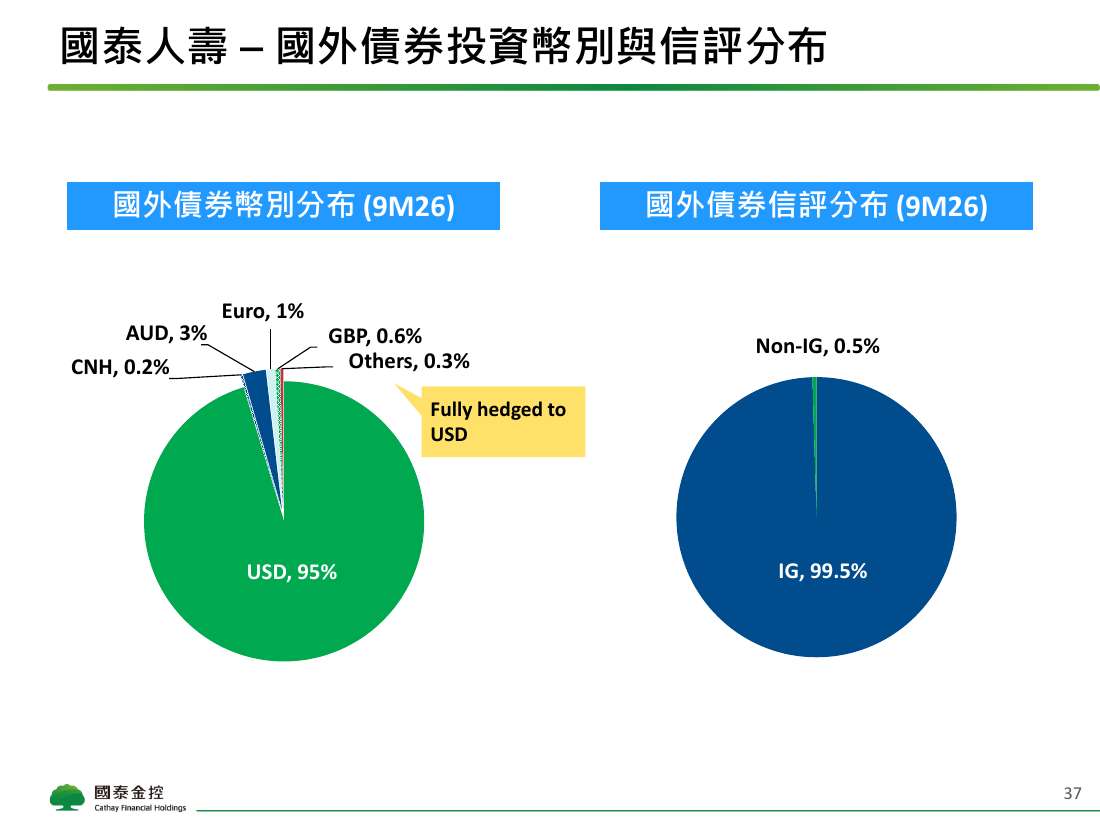 國泰人壽 – 國外債券投資幣別與信評分布
國外債券幣別分布 (9M26)
Euro, 1%
AUD, 3%
GBP, 0.6%
CNH, 0.2%
Others, 0.3%
Fully hedged to
USD
USD, 95%
國外債券信評分布 (9M26)
Non-IG, 0.5%
IG, 99.5%
國泰金控
Cathay Financial Holdings
37